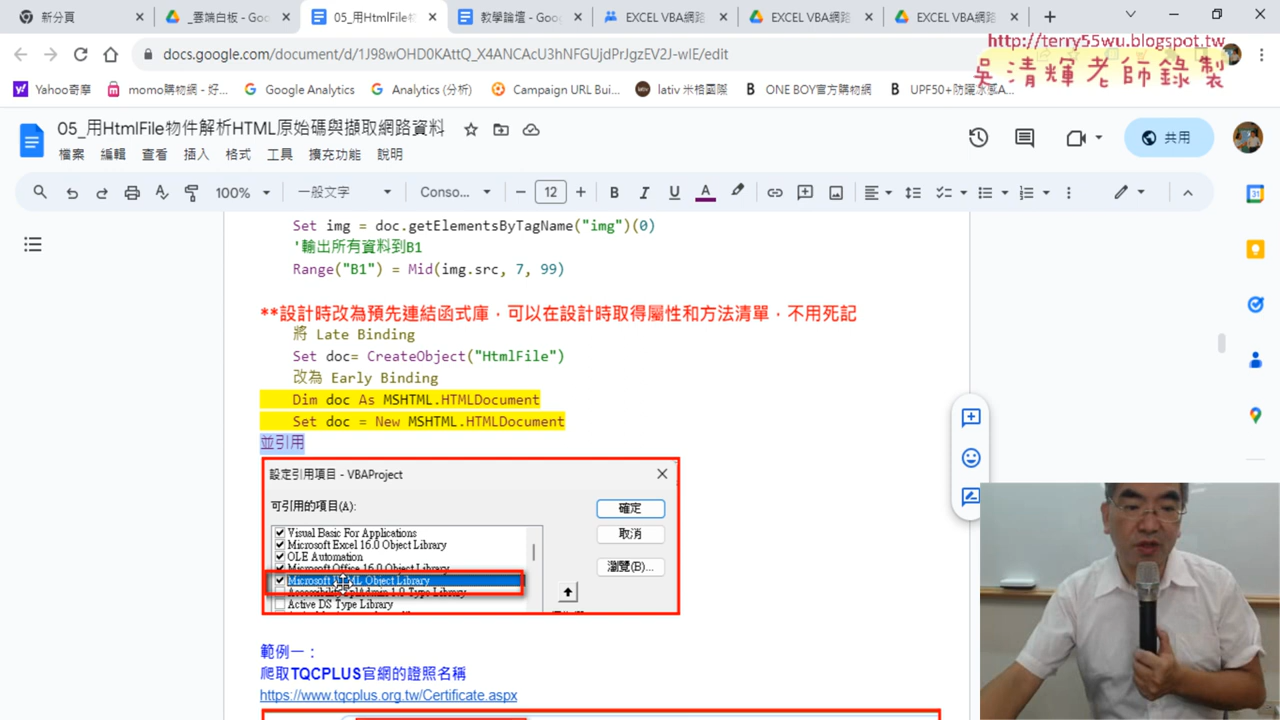 新分頁
_雲端白板 - Goo
05_用HtmlFile物件
教學論壇 - Goog
EXCEL VBA網路
EXCEL VBA網路
EXCEL VBA網路
docs.google.com/document/d/1J98wOHD0KAttQ_X4ANCAcU3hNFGUjdPrJgzEV2J-wIE/edit
http://terry55wu.blogspot.tw
吳清輝老師錄製
Yahoo奇摩
momo購物網 - 好...
Google Analytics
Analytics (分析)
Campaign URL Bui...
lativ 米格國際
ONE BOY官方購物網
UPF50+防曬冰感A...
05_用HtmlFile物件解析HTML原始碼與擷取網路資料
檔案 編輯 查看 插入 格式 工具 擴充功能 說明
共用
100% 一般文字 Conso... 12
Set img = doc.getElementsByTagName("img")(0)
'輸出所有資料到B1
Range("B1") = Mid(img.src, 7, 99)
**設計時改為預先連結函式庫，可以在設計時取得屬性和方法清單，不用死記
將 Late Binding
Set doc= CreateObject("HtmlFile")
改為 Early Binding
Dim doc As MSHTML.HTMLDocument
Set doc = New MSHTML.HTMLDocument
並引用
設定引用項目 - VBAProject
可引用的項目(A):
確定
Visual Basic For Applications
Microsoft Excel 16.0 Object Library
取消
OLE Automation
Microsoft Office 16.0 Object Library
瀏覽(B)...
Microsoft HTML Object Library
Active DS Type Library
範例一：
爬取TQCPLUS官網的證照名稱
https://www.tqcplus.org.tw/Certificate.aspx